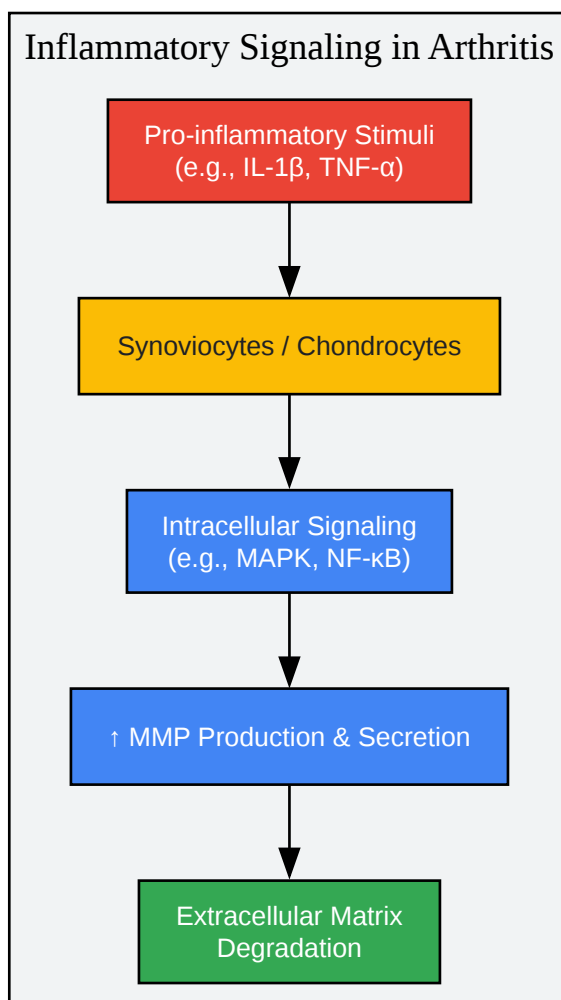 Inflammatory Signaling in Arthritis
Pro-inflammatory Stimuli
(e.g., IL-1β, TNF-α)
Synoviocytes / Chondrocytes
Intracellular Signaling
(e.g., MAPK, NF-κB)
↑ MMP Production & Secretion
Extracellular Matrix
Degradation